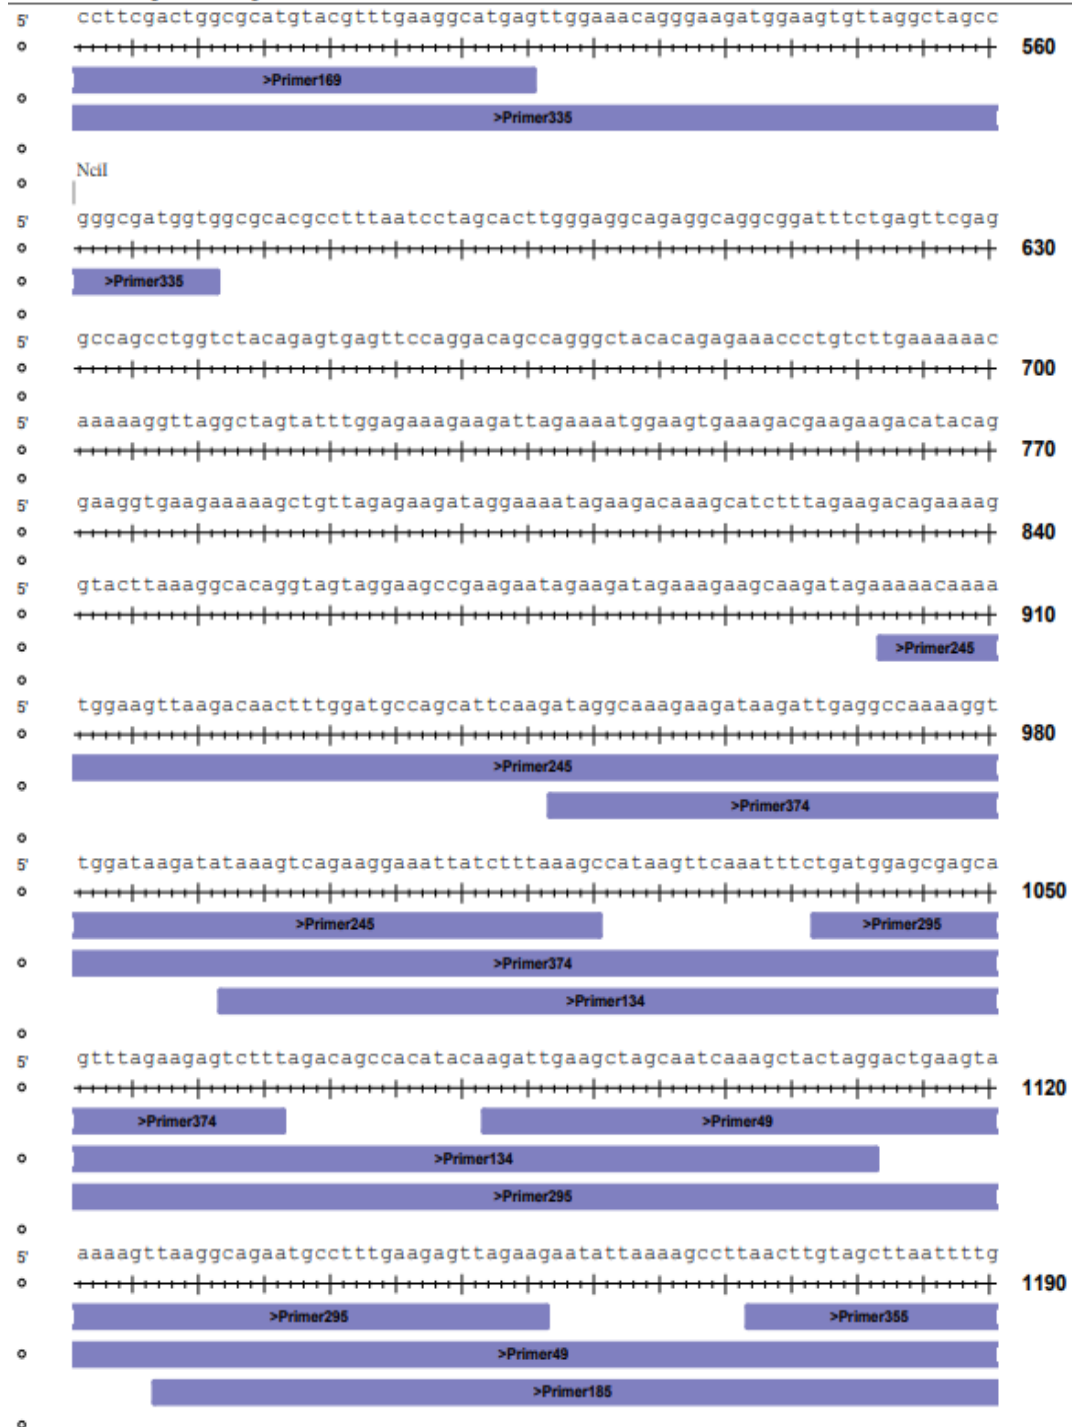 5' ccttcgactggcgcatgtacgtttgaaggcatgagttggaaacagggaagatggaagtgttaggctagcc
560
>Primer169
>Primer335
NciI
5' gggcgatggtggcgcacgcctttaatcctagcacttgggaggcagaggcaggcggatttctgagttcgag
630
>Primer335
5' gccagcctggtctacagagtgagttccaggacagccagggctacacagagaaaccctgtcttgaaaaaac
700
5' aaaaaggttaggctagtatttggagaaagaagattagaaaatggaagtgaaagacgaagaagacatacag
770
5' gaaggtgaagaaaaagctgttagagaagataggaaaatagaagacaaagcatctttagaagacagaaaag
840
5' gtacttaaaggcacaggtagtaggaagccgaagaatagaagatagaaagaagcaagatagaaaaacaaaa
910
>Primer245
5' tggaagttaagacaactttggatgccagcattcaagataggcaaagaagataagattgaggccaaaaggt
980
>Primer245
>Primer374
5' tggataagatataaagtcagaaggaaattatctttaaagccataagttcaaatttctgatggagcgagca
1050
>Primer245
>Primer295
>Primer374
>Primer134
5' gtttagaagagtctttagacagccacatacaagattgaagctagcaatcaaagctactaggactgaagta
1120
>Primer374
>Primer49
>Primer134
>Primer295
5' aaaagttaaggcagaatgcctttgaagagttagaagaatattaaaagccttaacttgtagcttaattttg
1190
>Primer295
>Primer355
>Primer49
>Primer185